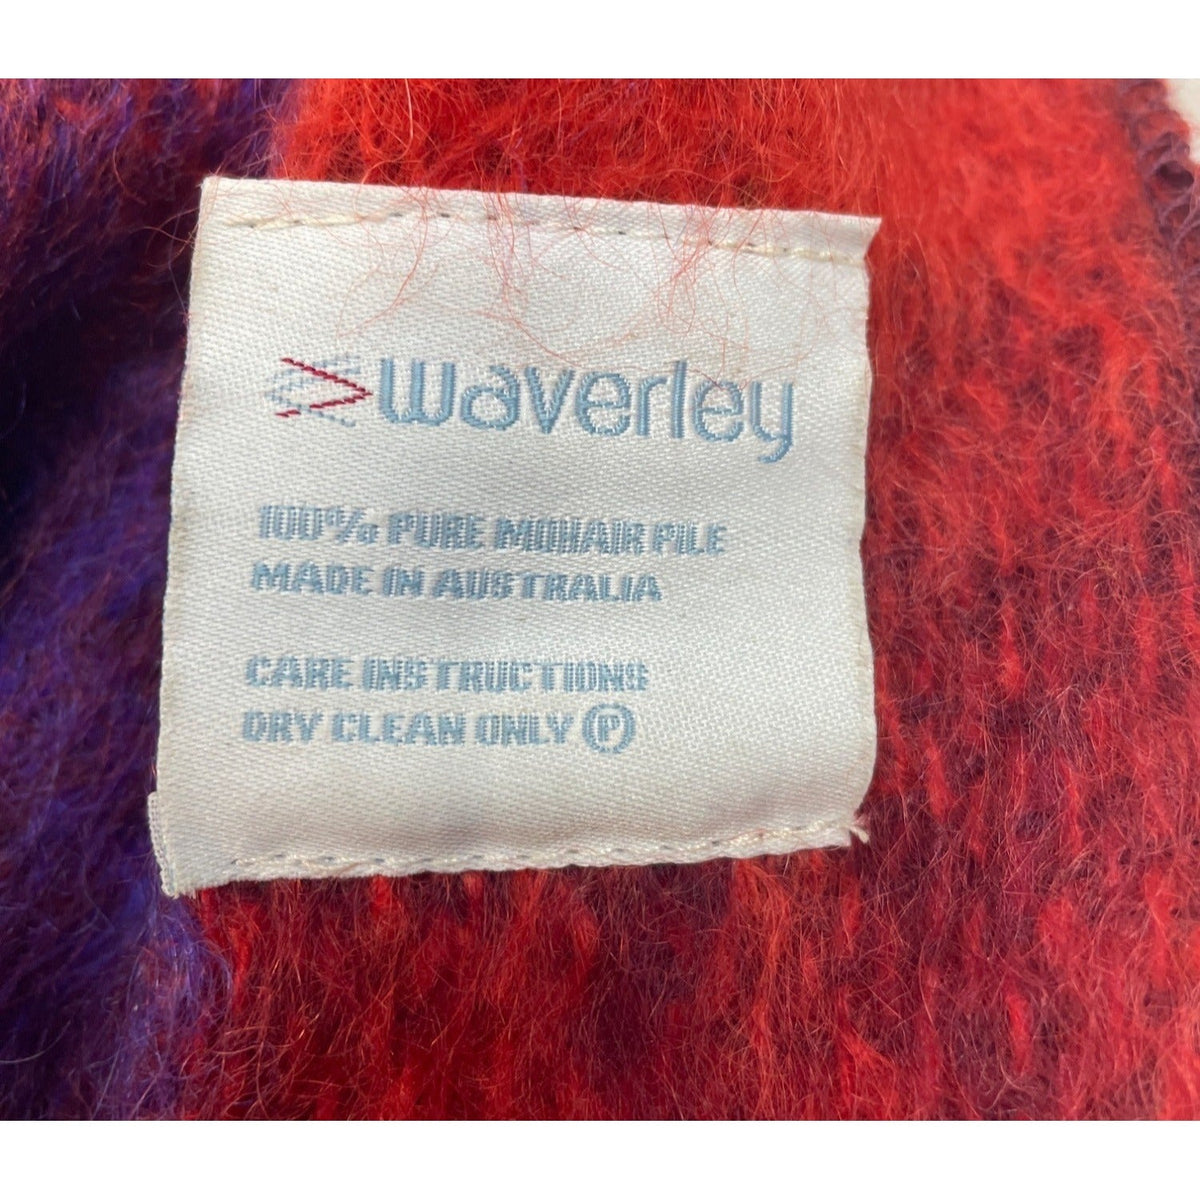 waverley
100% PURE MOHAIR PILE
MADE IN AUSTRALIA
CARE INSTRUCTIONS
DRY CLEAN ONLY Ⓟ